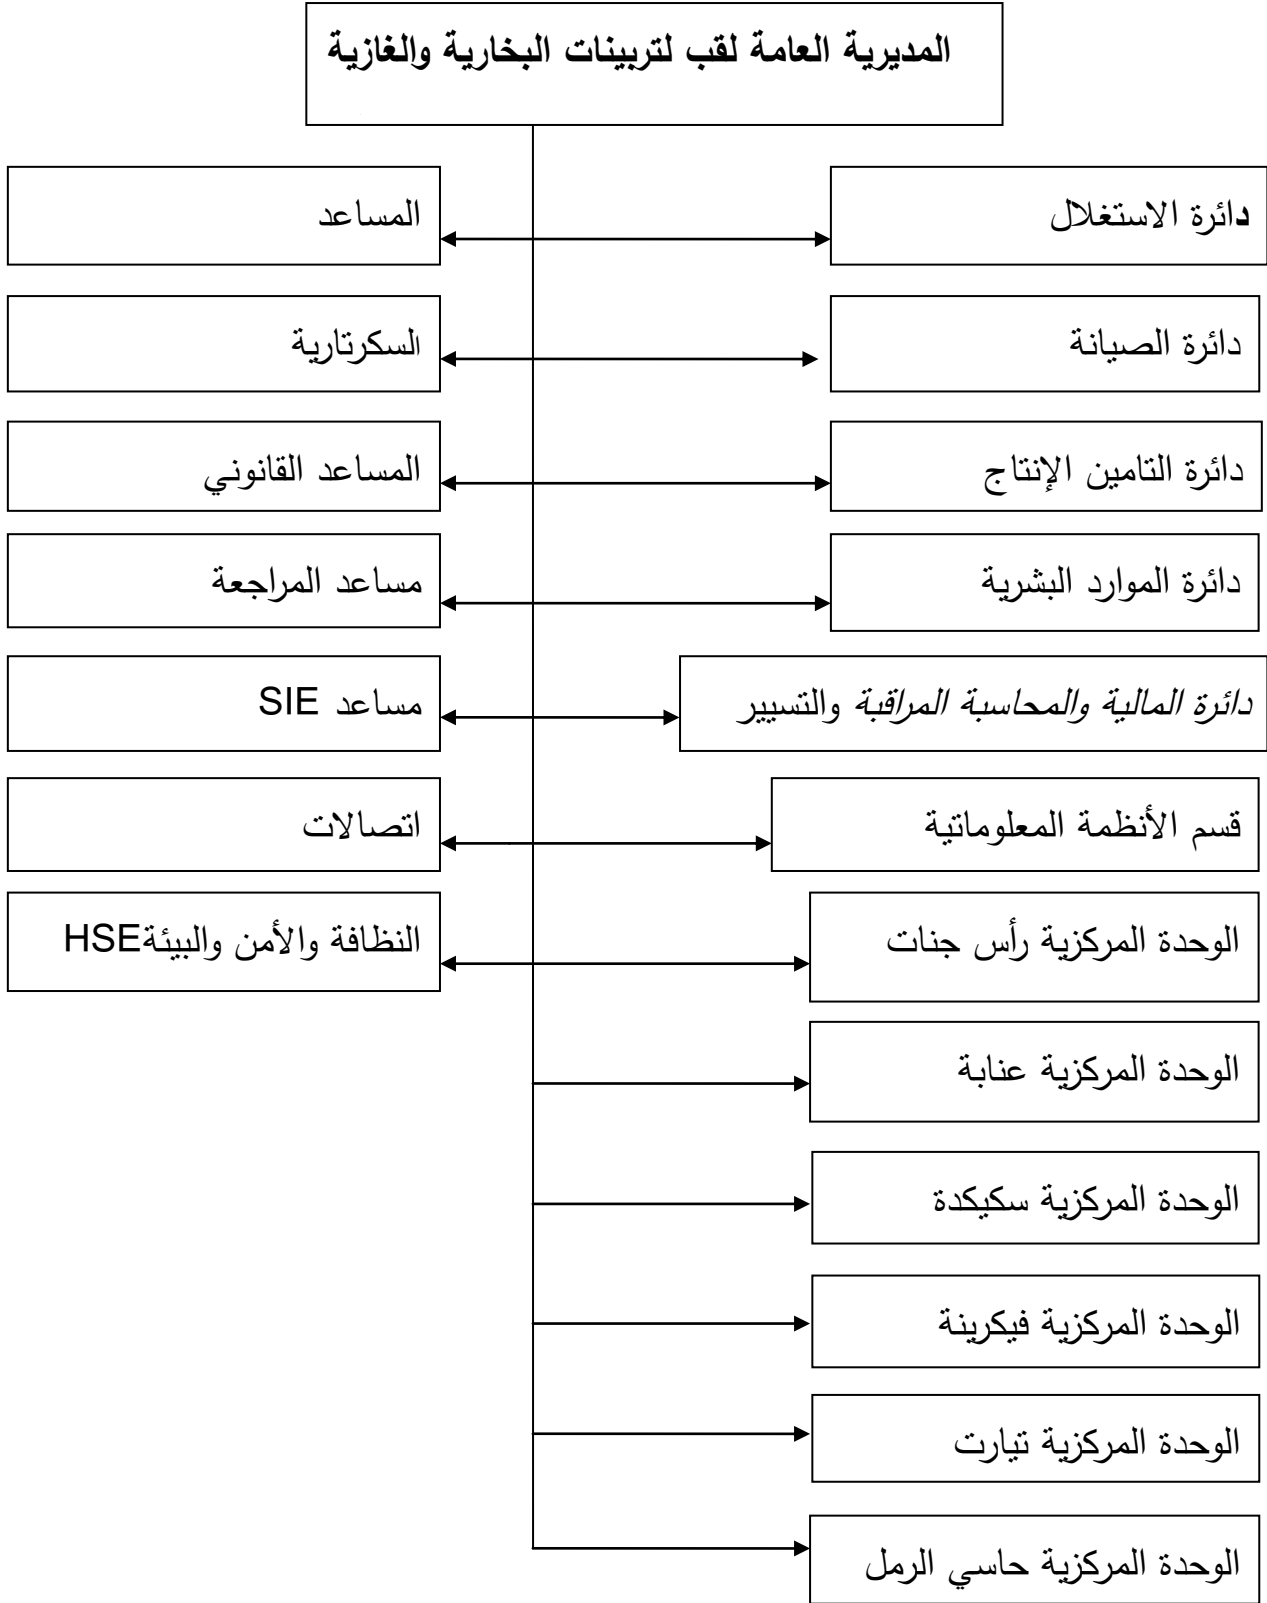 المديرية العامة لقب لتربينات البخارية والغازية
دائرة الاستغلال
المساعد
دائرة الصيانة
السكرتارية
دائرة التامين الإنتاج
المساعد القانوني
دائرة الموارد البشرية
مساعد المراجعة
دائرة المالية والمحاسبة المراقبة والتسيير
مساعد SIE
قسم الأنظمة المعلوماتية
اتصالات
الوحدة المركزية رأس جنات
النظافة والأمن والبيئةHSE
الوحدة المركزية عنابة
الوحدة المركزية سكيكدة
الوحدة المركزية فيكرينة
الوحدة المركزية تيارت
الوحدة المركزية حاسي الرمل